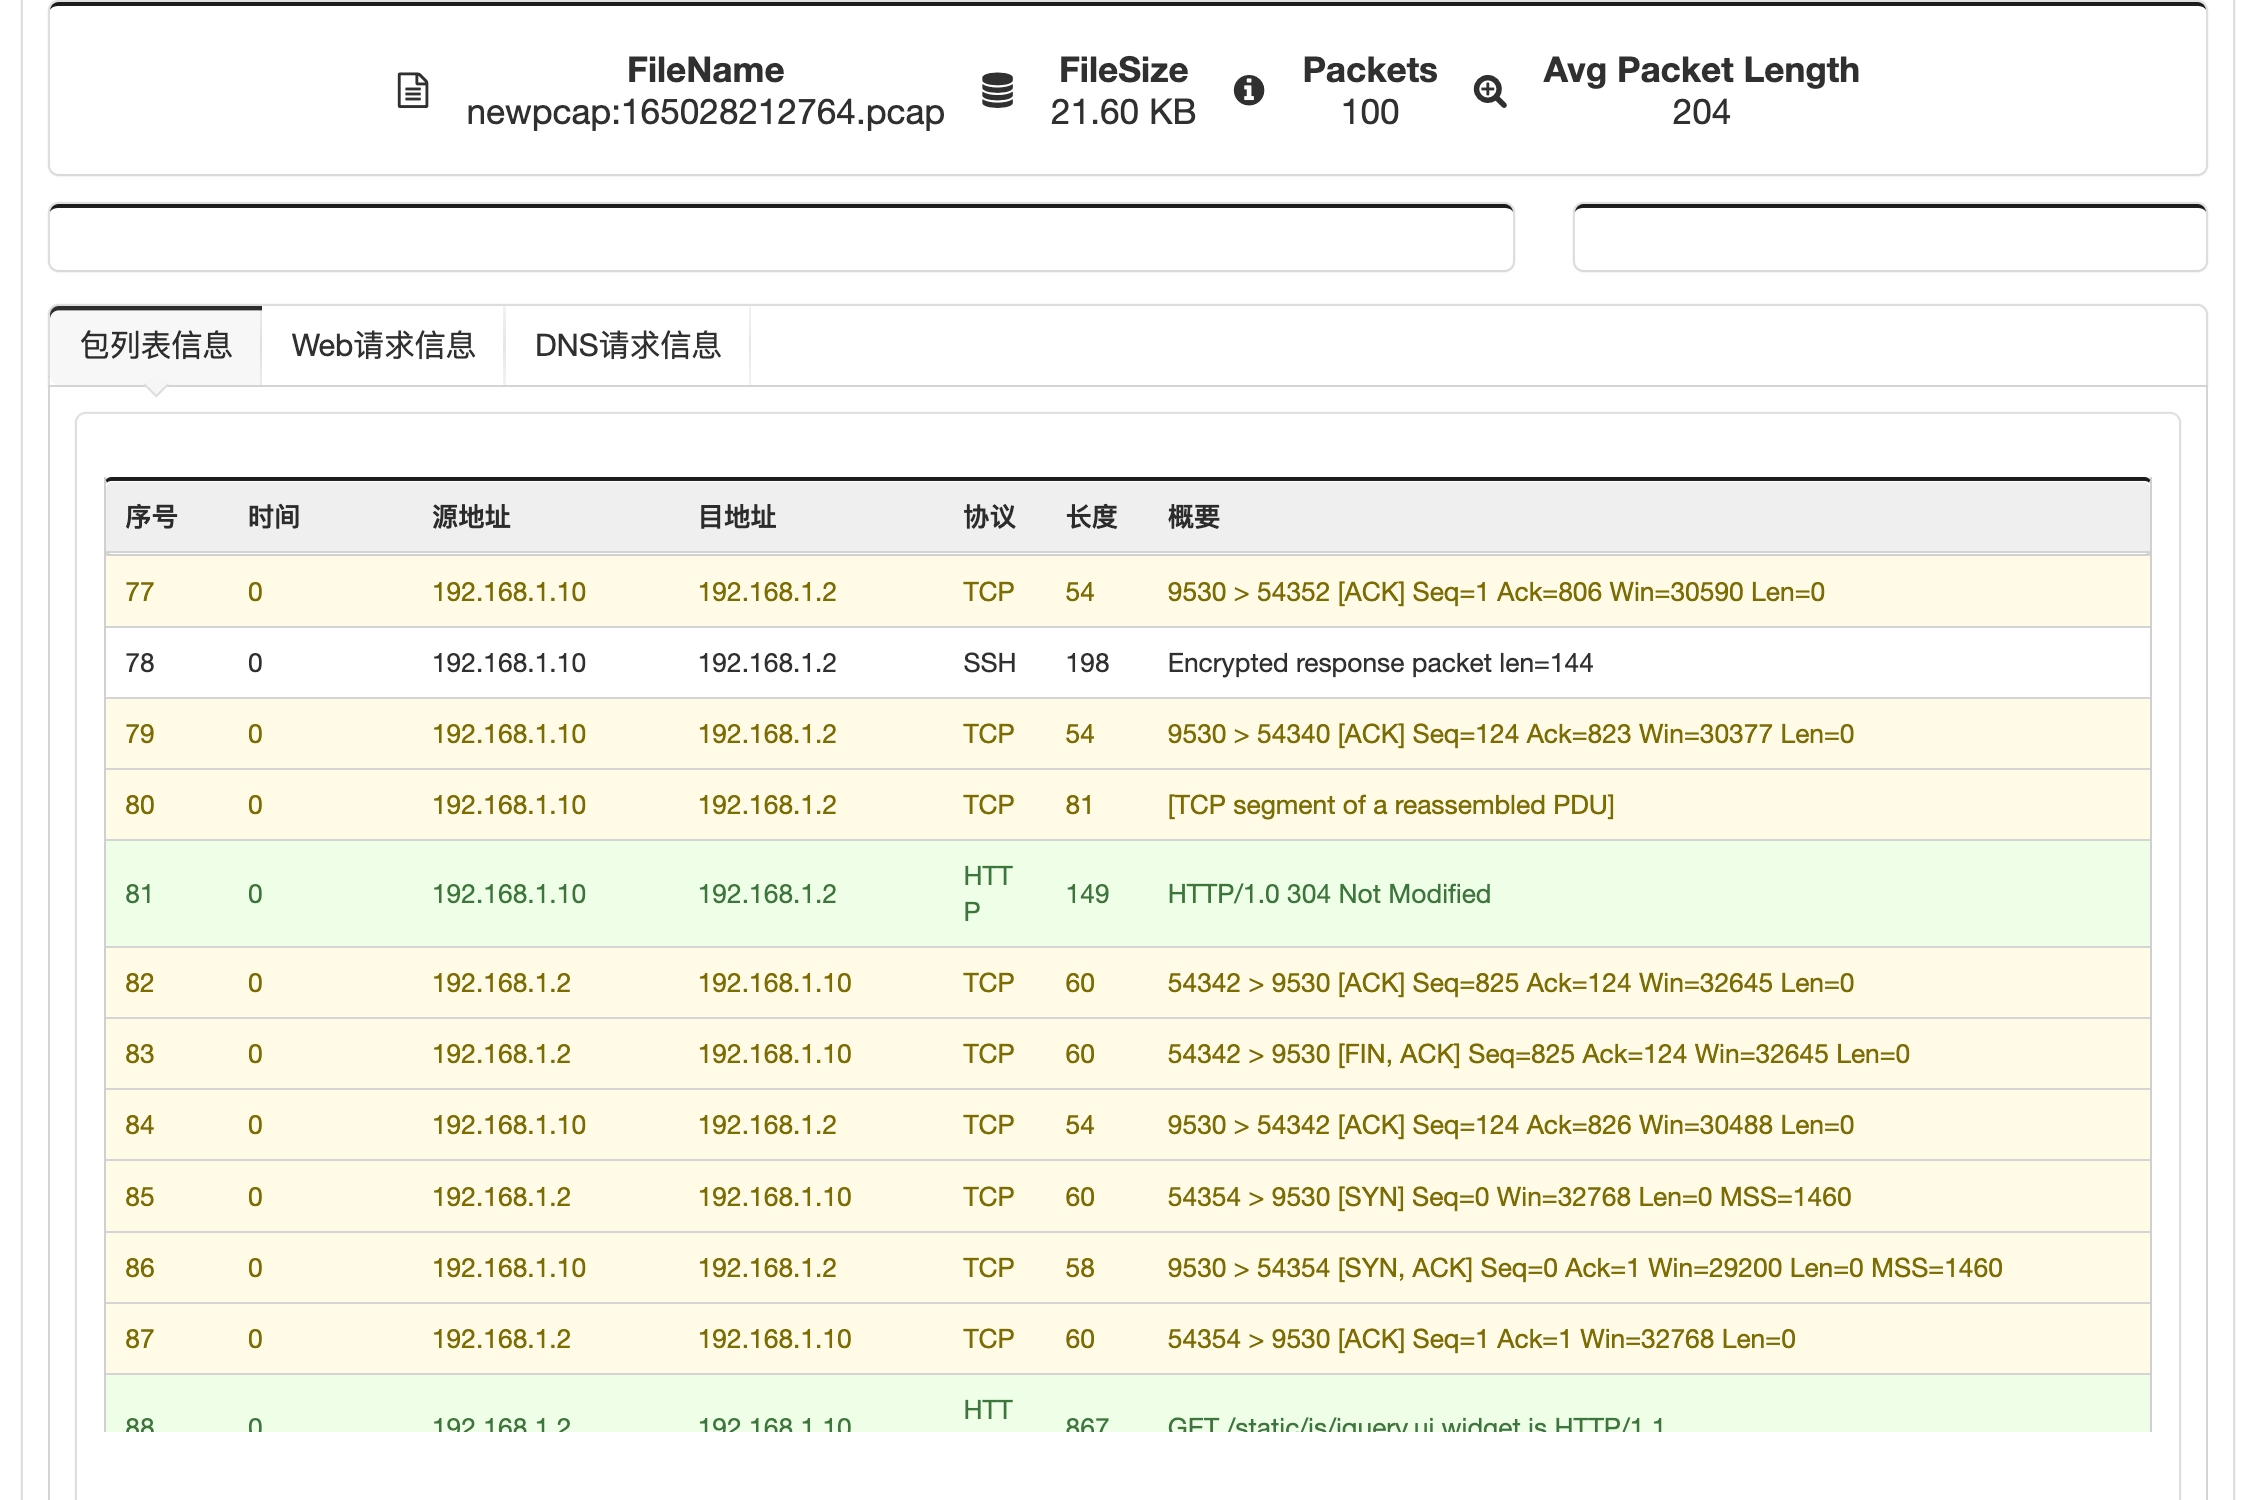 FileName FileSize Packets Avg Packet Length
newpcap:165028212764.pcap 21.60 KB 100 204
包列表信息 Web请求信息 DNS请求信息
序号 时间 源地址 目地址 协议 长度 概要
77 0 192.168.1.10 192.168.1.2 TCP 54 9530 > 54352 [ACK] Seq=1 Ack=806 Win=30590 Len=0
78 0 192.168.1.10 192.168.1.2 SSH 198 Encrypted response packet len=144
79 0 192.168.1.10 192.168.1.2 TCP 54 9530 > 54340 [ACK] Seq=124 Ack=823 Win=30377 Len=0
80 0 192.168.1.10 192.168.1.2 TCP 81 [TCP segment of a reassembled PDU]
81 0 192.168.1.10 192.168.1.2 HTTP 149 HTTP/1.0 304 Not Modified
82 0 192.168.1.2 192.168.1.10 TCP 60 54342 > 9530 [ACK] Seq=825 Ack=124 Win=32645 Len=0
83 0 192.168.1.2 192.168.1.10 TCP 60 54342 > 9530 [FIN, ACK] Seq=825 Ack=124 Win=32645 Len=0
84 0 192.168.1.10 192.168.1.2 TCP 54 9530 > 54342 [ACK] Seq=124 Ack=826 Win=30488 Len=0
85 0 192.168.1.2 192.168.1.10 TCP 60 54354 > 9530 [SYN] Seq=0 Win=32768 Len=0 MSS=1460
86 0 192.168.1.10 192.168.1.2 TCP 58 9530 > 54354 [SYN, ACK] Seq=0 Ack=1 Win=29200 Len=0 MSS=1460
87 0 192.168.1.2 192.168.1.10 TCP 60 54354 > 9530 [ACK] Seq=1 Ack=1 Win=32768 Len=0
88 0 192.168.1.2 192.168.1.10 HTT 867 GET /static/js/jquery.ui.widget.js HTTP/1.1